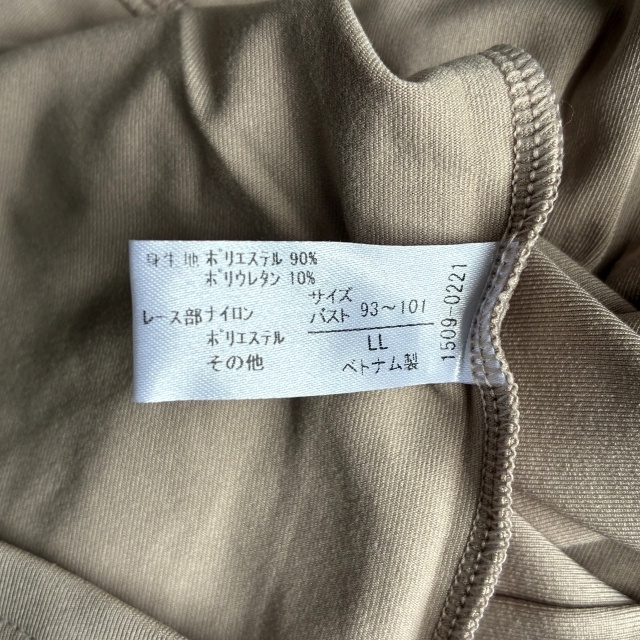 身生地 ポリエステル 90%
ポリウレタン 10%
レース部 ナイロン
ポリエステル
その他
サイズ
バスト 93～101
LL
ベトナム製
1509-0221